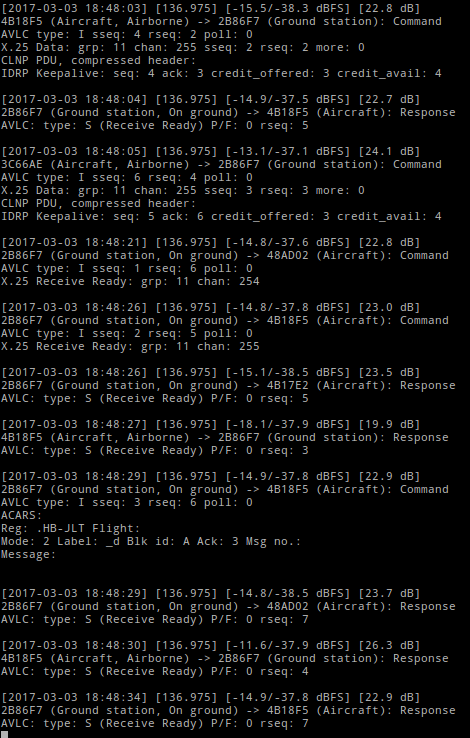 [2017-03-03 18:48:03] [136.975] [-15.5/-38.3 dBFS] [22.8 dB]
4B18F5 (Aircraft, Airborne) -> 2B86F7 (Ground station): Command
AVLC type: I sseq: 4 rseq: 2 poll: 0
X.25 Data: grp: 11 chan: 255 sseq: 2 rseq: 2 more: 0
CLNP PDU, compressed header:
IDRP Keepalive: seq: 4 ack: 3 credit_offered: 3 credit_avail: 4
[2017-03-03 18:48:04] [136.975] [-14.9/-37.5 dBFS] [22.7 dB]
2B86F7 (Ground station, On ground) -> 4B18F5 (Aircraft): Response
AVLC: type: S (Receive Ready) P/F: 0 rseq: 5
[2017-03-03 18:48:05] [136.975] [-13.1/-37.1 dBFS] [24.1 dB]
3C66AE (Aircraft, Airborne) -> 2B86F7 (Ground station): Command
AVLC type: I sseq: 6 rseq: 4 poll: 0
X.25 Data: grp: 11 chan: 255 sseq: 3 rseq: 3 more: 0
CLNP PDU, compressed header:
IDRP Keepalive: seq: 5 ack: 6 credit_offered: 3 credit_avail: 4
[2017-03-03 18:48:21] [136.975] [-14.8/-37.6 dBFS] [22.8 dB]
2B86F7 (Ground station, On ground) -> 48AD02 (Aircraft): Command
AVLC type: I sseq: 1 rseq: 6 poll: 0
X.25 Receive Ready: grp: 11 chan: 254
[2017-03-03 18:48:26] [136.975] [-14.8/-37.8 dBFS] [23.0 dB]
2B86F7 (Ground station, On ground) -> 4B18F5 (Aircraft): Command
AVLC type: I sseq: 2 rseq: 5 poll: 0
X.25 Receive Ready: grp: 11 chan: 255
[2017-03-03 18:48:26] [136.975] [-15.1/-38.5 dBFS] [23.5 dB]
2B86F7 (Ground station, On ground) -> 4B17E2 (Aircraft): Response
AVLC: type: S (Receive Ready) P/F: 0 rseq: 5
[2017-03-03 18:48:27] [136.975] [-18.1/-37.9 dBFS] [19.9 dB]
4B18F5 (Aircraft, Airborne) -> 2B86F7 (Ground station): Response
AVLC: type: S (Receive Ready) P/F: 0 rseq: 3
[2017-03-03 18:48:29] [136.975] [-14.9/-37.8 dBFS] [22.9 dB]
2B86F7 (Ground station, On ground) -> 4B18F5 (Aircraft): Command
AVLC type: I sseq: 3 rseq: 6 poll: 0
ACARS:
Reg: .HB-JLT Flight:
Mode: 2 Label: _d Blk id: A Ack: 3 Msg no.:
Message:
[2017-03-03 18:48:29] [136.975] [-14.8/-38.5 dBFS] [23.7 dB]
2B86F7 (Ground station, On ground) -> 48AD02 (Aircraft): Response
AVLC: type: S (Receive Ready) P/F: 0 rseq: 7
[2017-03-03 18:48:30] [136.975] [-11.6/-37.9 dBFS] [26.3 dB]
4B18F5 (Aircraft, Airborne) -> 2B86F7 (Ground station): Response
AVLC: type: S (Receive Ready) P/F: 0 rseq: 4
[2017-03-03 18:48:34] [136.975] [-14.9/-37.8 dBFS] [22.9 dB]
2B86F7 (Ground station, On ground) -> 4B18F5 (Aircraft): Response
AVLC: type: S (Receive Ready) P/F: 0 rseq: 7